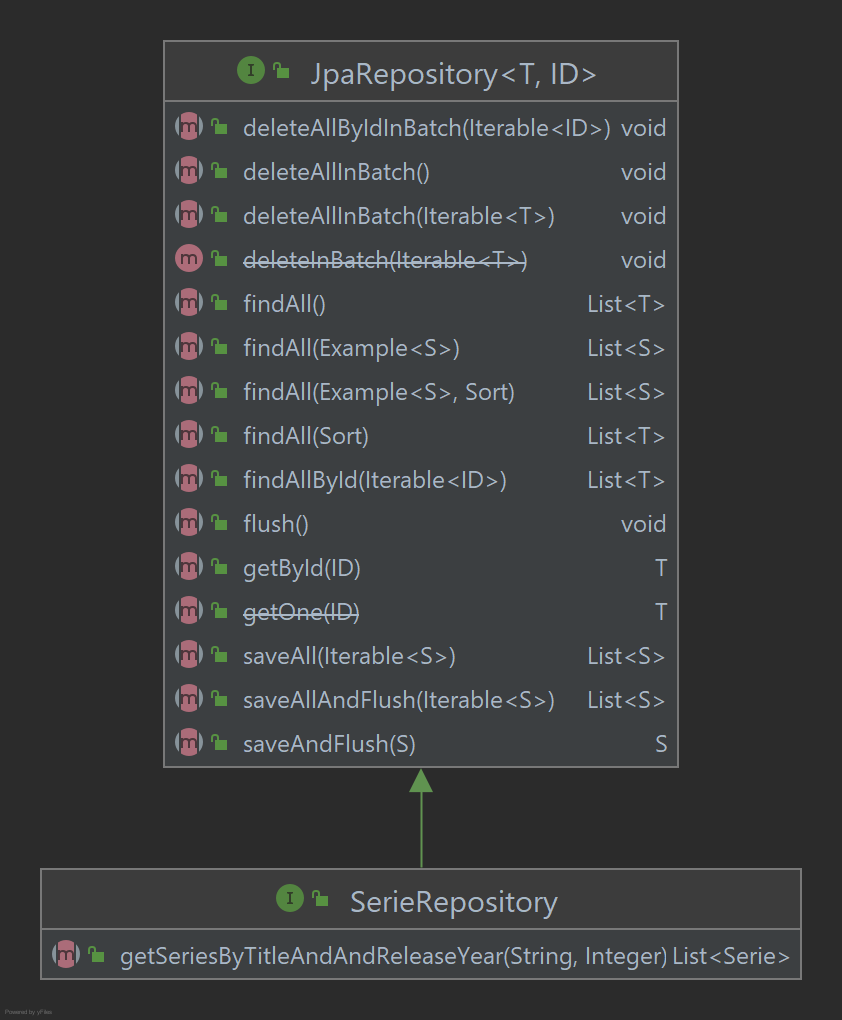 JpaRepository<T, ID>
deleteAllByIdInBatch(Iterable<ID>) void
deleteAllInBatch() void
deleteAllInBatch(Iterable<T>) void
deleteInBatch(Iterable<T>) void
findAll() List<T>
findAll(Example<S>) List<S>
findAll(Example<S>, Sort) List<S>
findAll(Sort) List<T>
findAllById(Iterable<ID>) List<T>
flush() void
getById(ID) T
getOne(ID) T
saveAll(Iterable<S>) List<S>
saveAllAndFlush(Iterable<S>) List<S>
saveAndFlush(S) S
SerieRepository
getSeriesByTitleAndAndReleaseYear(String, Integer) List<Serie>
Powered by yFiles